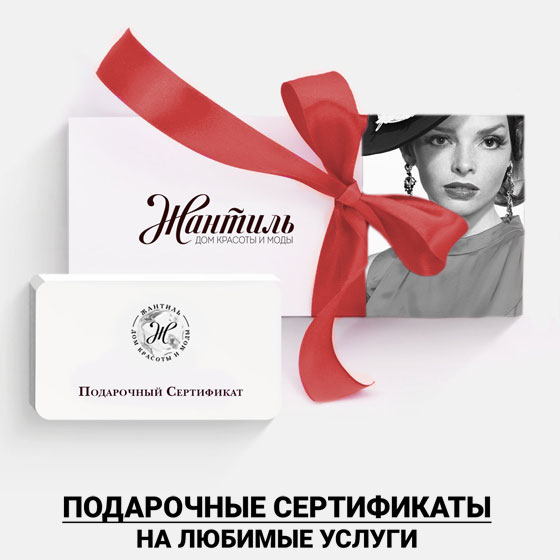 Жантиль
ДОМ КРАСОТЫ И МОДЫ
ЖАНТИЛЬ
Ж
ДОМ КРАСОТЫ И МОДЫ
Подарочный Сертификат
ПОДАРОЧНЫЕ СЕРТИФИКАТЫ
НА ЛЮБИМЫЕ УСЛУГИ